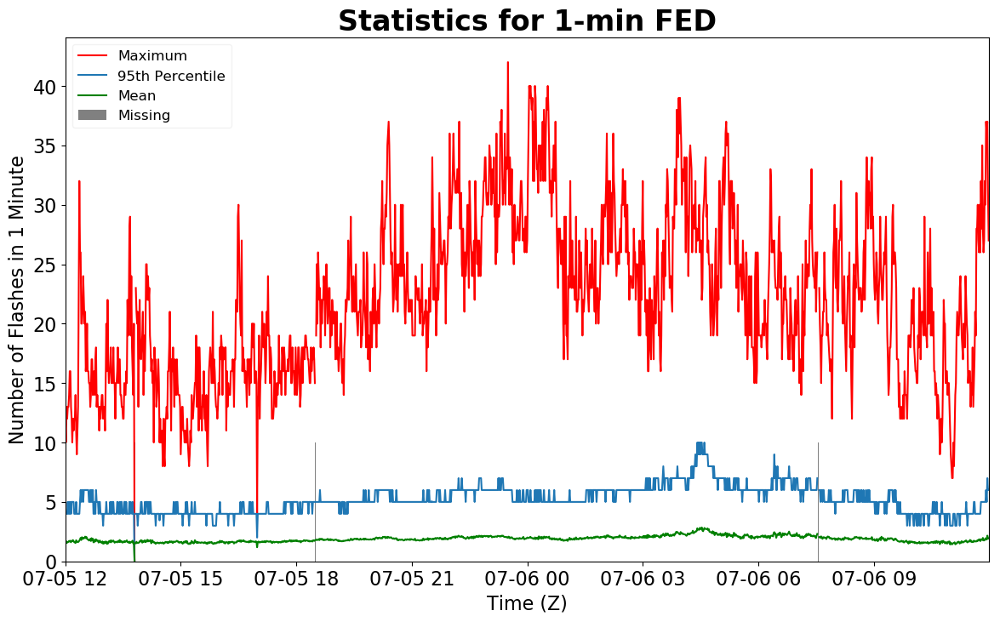 Statistics for 1-min FED
Maximum
95th Percentile
Mean
Missing
Number of Flashes in 1 Minute
40
35
30
25
20
15
10
5
0
07-05 12 07-05 15 07-05 18 07-05 21 07-06 00 07-06 03 07-06 06 07-06 09
Time (Z)